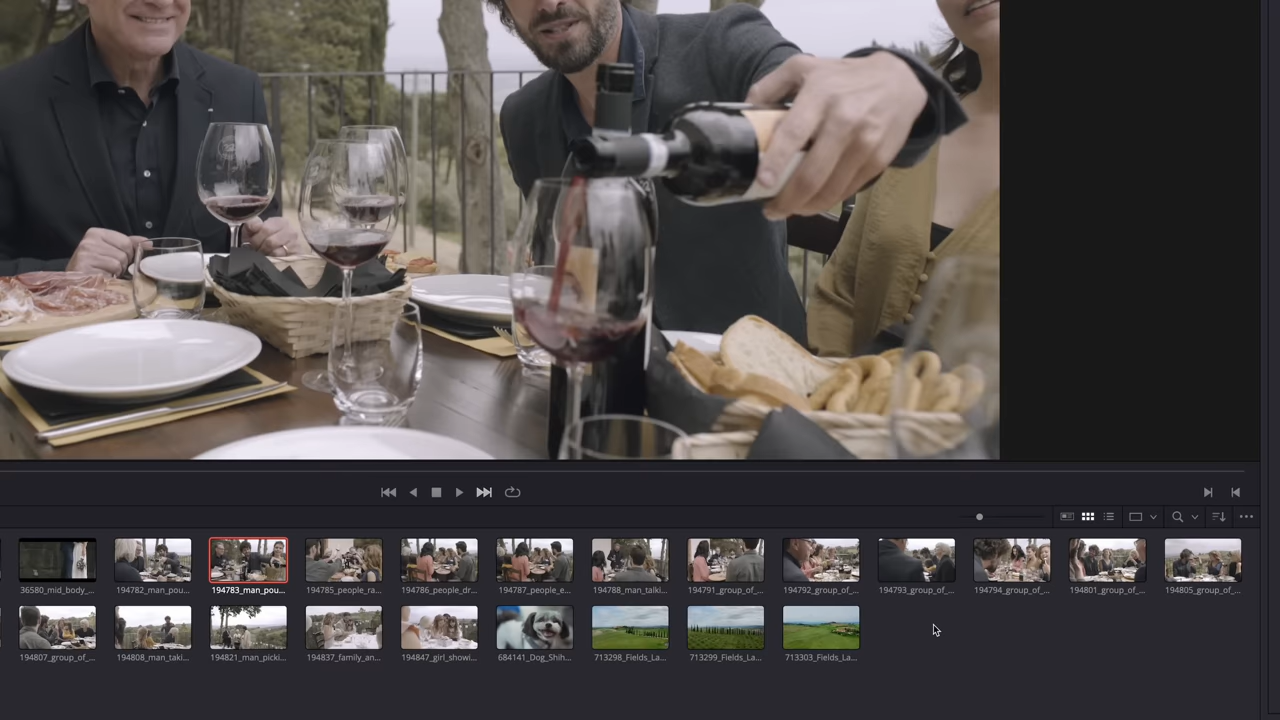 36580_mid_body_...
194782_man_pou...
194783_man_pou...
194785_people_ra...
194786_people_dr...
194787_people_e...
194788_man_talki...
194791_group_of_...
194792_group_of_...
194793_group_of_...
194794_group_of_...
194801_group_of_...
194805_group_of_...
194807_group_of_...
194808_man_taki...
194821_man_picki...
194837_family_an...
194847_girl_showi...
684141_Dog_Shih...
713298_Fields_La...
713299_Fields_La...
713303_Fields_La...